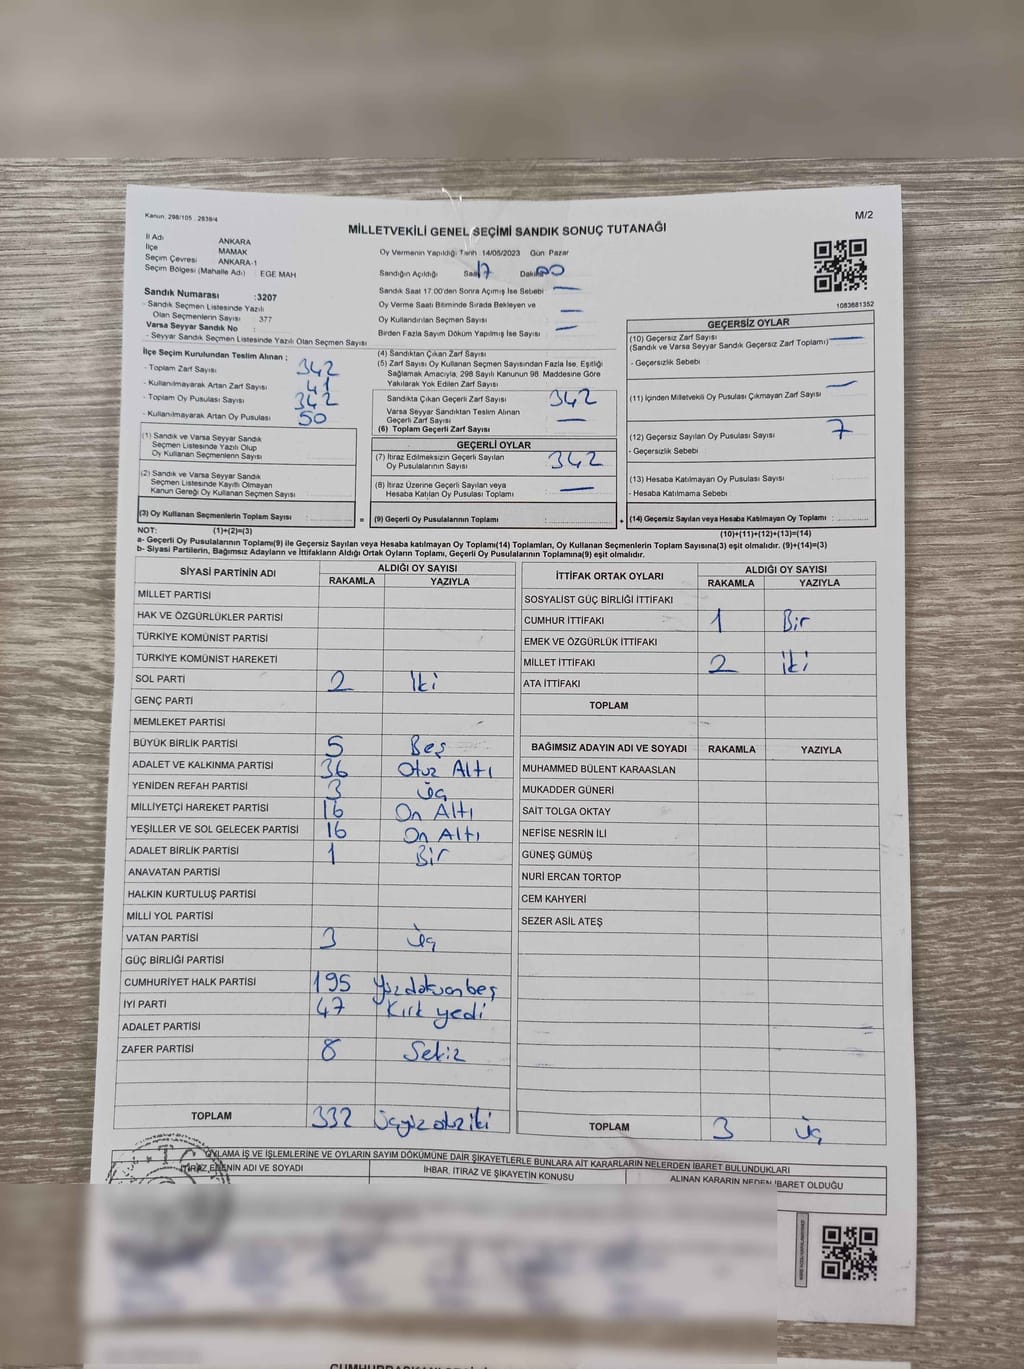 Kanun: 298/105 : 2839/4
M/2
MİLLETVEKİLİ GENEL SEÇİMİ SANDIK SONUÇ TUTANAĞI
İl Adı ANKARA
İlçe MAMAK
Seçim Çevresi ANKARA-1
Seçim Bölgesi (Mahalle Adı) : EGE MAH
Oy Vermenin Yapıldığı Tarih : 14/05/2023 Gün : Pazar
Sandığın Açıldığı Saat 17 Dakika 00
Sandık Saat 17.00'den Sonra Açılmış İse Sebebi —
Oy Verme Saati Bitiminde Sırada Bekleyen ve
Oy Kullandırılan Seçmen Sayısı —
Birden Fazla Sayım Döküm Yapılmış İse Sayısı —
1083681352
Sandık Numarası :3207
- Sandık Seçmen Listesinde Yazılı
Olan Seçmenlerin Sayısı : 377
Varsa Seyyar Sandık No :
- Seyyar Sandık Seçmen Listesinde Yazılı Olan Seçmen Sayısı
İlçe Seçim Kurulundan Teslim Alınan ;
- Toplam Zarf Sayısı 342
- Kullanılmayarak Artan Zarf Sayısı 41
- Toplam Oy Pusulası Sayısı 342
- Kullanılmayarak Artan Oy Pusulası 50
(1) Sandık ve Varsa Seyyar Sandık
Seçmen Listesinde Yazılı Olup
Oy Kullanan Seçmenlerin Sayısı
(2) Sandık ve Varsa Seyyar Sandık
Seçmen Listesinde Kayıtlı Olmayan
Kanun Gereği Oy Kullanan Seçmen Sayısı
(3) Oy Kullanan Seçmenlerin Toplam Sayısı :
(4) Sandıktan Çıkan Zarf Sayısı
(5) Zarf Sayısı Oy Kullanan Seçmen Sayısından Fazla İse, Eşitliği
Sağlamak Amacıyla, 298 Sayılı Kanunun 98. Maddesine Göre
Yakılarak Yok Edilen Zarf Sayısı
Sandıkta Çıkan Geçerli Zarf Sayısı 342
Varsa Seyyar Sandıktan Teslim Alınan
Geçerli Zarf Sayısı —
(6) Toplam Geçerli Zarf Sayısı
GEÇERLİ OYLAR
(7) İtiraz Edilmeksizin Geçerli Sayılan
Oy Pusulalarının Sayısı 342
(8) İtiraz Üzerine Geçerli Sayılan veya
Hesaba Katılan Oy Pusulası Toplamı —
= (9) Geçerli Oy Pusulalarının Toplamı :
GEÇERSİZ OYLAR
(10) Geçersiz Zarf Sayısı
(Sandık ve Varsa Seyyar Sandık Geçersiz Zarf Toplamı) —
- Geçersizlik Sebebi :
(11) İçinden Milletvekili Oy Pusulası Çıkmayan Zarf Sayısı —
(12) Geçersiz Sayılan Oy Pusulası Sayısı 7
- Geçersizlik Sebebi :
(13) Hesaba Katılmayan Oy Pusulası Sayısı :
- Hesaba Katılmama Sebebi :
+ (14) Geçersiz Sayılan veya Hesaba Katılmayan Oy Toplamı :
NOT: (1)+(2)=(3) (10)+(11)+(12)+(13)=(14)
a- Geçerli Oy Pusulalarının Toplamı(9) ile Geçersiz Sayılan veya Hesaba katılmayan Oy Toplamı(14) Toplamları, Oy Kullanan Seçmenlerin Toplam Sayısına(3) eşit olmalıdır. (9)+(14)=(3)
b- Siyasi Partilerin, Bağımsız Adayların ve İttifakların Aldığı Ortak Oyların Toplamı, Geçerli Oy Pusulalarının Toplamına(9) eşit olmalıdır.
SİYASİ PARTİNİN ADI ALDIĞI OY SAYISI
RAKAMLA YAZIYLA
MİLLET PARTİSİ
HAK VE ÖZGÜRLÜKLER PARTİSİ
TÜRKİYE KOMÜNİST PARTİSİ
TÜRKİYE KOMÜNİST HAREKETİ
SOL PARTİ 2 İki
GENÇ PARTİ
MEMLEKET PARTİSİ
BÜYÜK BİRLİK PARTİSİ 5 Beş
ADALET VE KALKINMA PARTİSİ 36 Otuz Altı
YENİDEN REFAH PARTİSİ 3 Üç
MİLLİYETÇİ HAREKET PARTİSİ 16 On Altı
YEŞİLLER VE SOL GELECEK PARTİSİ 16 On Altı
ADALET BİRLİK PARTİSİ 1 Bir
ANAVATAN PARTİSİ
HALKIN KURTULUŞ PARTİSİ
MİLLİ YOL PARTİSİ
VATAN PARTİSİ 3 Üç
GÜÇ BİRLİĞİ PARTİSİ
CUMHURİYET HALK PARTİSİ 195 Yüzdoksanbeş
İYİ PARTİ 47 Kırk yedi
ADALET PARTİSİ
ZAFER PARTİSİ 8 Sekiz
TOPLAM 332 üçyüzotuziki
İTTİFAK ORTAK OYLARI ALDIĞI OY SAYISI
RAKAMLA YAZIYLA
SOSYALİST GÜÇ BİRLİĞİ İTTİFAKI
CUMHUR İTTİFAKI 1 Bir
EMEK VE ÖZGÜRLÜK İTTİFAKI
MİLLET İTTİFAKI 2 İki
ATA İTTİFAKI
TOPLAM
BAĞIMSIZ ADAYIN ADI VE SOYADI RAKAMLA YAZIYLA
MUHAMMED BÜLENT KARAASLAN
MUKADDER GÜNERİ
SAİT TOLGA OKTAY
NEFİSE NESRİN İLİ
GÜNEŞ GÜMÜŞ
NURİ ERCAN TORTOP
CEM KAHYERİ
SEZER ASİL ATEŞ
TOPLAM 3 üç
OYLAMA İŞ VE İŞLEMLERİNE VE OYLARIN SAYIM DÖKÜMÜNE DAİR ŞİKAYETLERLE BUNLARA AİT KARARLARIN NELERDEN İBARET BULUNDUKLARI
İTİRAZ EDENİN ADI VE SOYADI İHBAR, İTİRAZ VE ŞİKAYETİN KONUSU ALINAN KARARIN NEDEN İBARET OLDUĞU